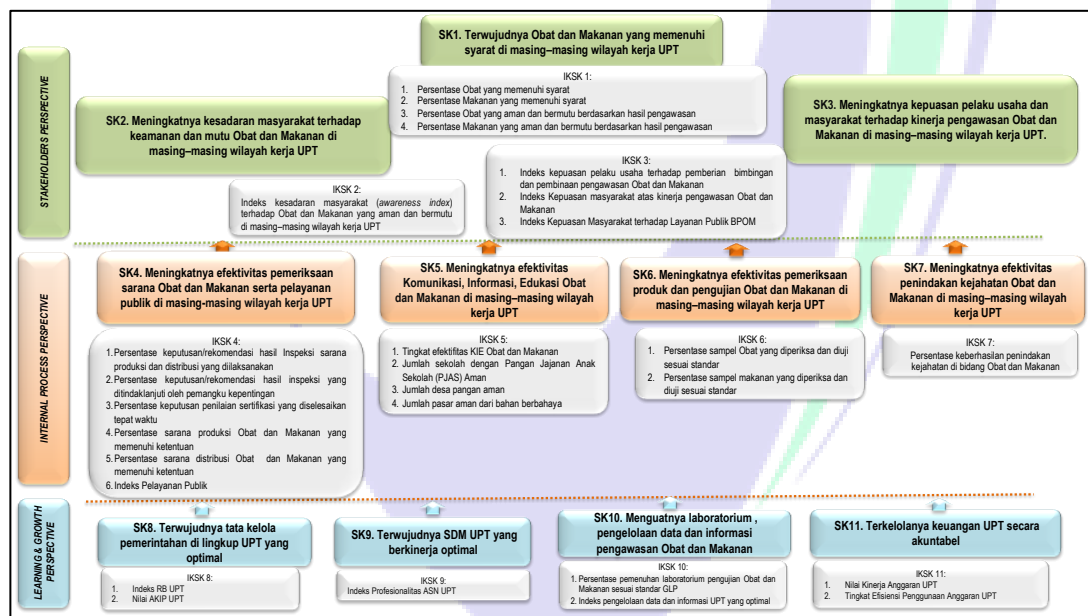 STAKEHOLDERS PERSPECTIVE
SK1. Terwujudnya Obat dan Makanan yang memenuhi
syarat di masing–masing wilayah kerja UPT
IKSK 1:
1. Persentase Obat yang memenuhi syarat
2. Persentase Makanan yang memenuhi syarat
3. Persentase Obat yang aman dan bermutu berdasarkan hasil pengawasan
4. Persentase Makanan yang aman dan bermutu berdasarkan hasil pengawasan
SK2. Meningkatnya kesadaran masyarakat terhadap
keamanan dan mutu Obat dan Makanan di
masing–masing wilayah kerja UPT
IKSK 2:
Indeks kesadaran masyarakat (awareness index)
terhadap Obat dan Makanan yang aman dan bermutu
di masing–masing wilayah kerja UPT
SK3. Meningkatnya kepuasan pelaku usaha dan
masyarakat terhadap kinerja pengawasan Obat dan
Makanan di masing–masing wilayah kerja UPT.
IKSK 3:
1. Indeks kepuasan pelaku usaha terhadap pemberian bimbingan
dan pembinaan pengawasan Obat dan Makanan
2. Indeks Kepuasan masyarakat atas kinerja pengawasan Obat dan
Makanan
3. Indeks Kepuasan Masyarakat terhadap Layanan Publik BPOM
INTERNAL PROCESS PERSPECTIVE
SK4. Meningkatnya efektivitas pemeriksaan
sarana Obat dan Makanan serta pelayanan
publik di masing-masing wilayah kerja UPT
IKSK 4:
1.Persentase keputusan/rekomendasi hasil Inspeksi sarana
produksi dan distribusi yang diilaksanakan
2.Persentase keputusan/rekomendasi hasil inspeksi yang
ditindaklanjuti oleh pemangku kepentingan
3.Persentase keputusan penilaian sertifikasi yang diselesaikan
tepat waktu
4.Persentase sarana produksi Obat dan Makanan yang
memenuhi ketentuan
5.Persentase sarana distribusi Obat dan Makanan yang
memenuhi ketentuan
6.Indeks Pelayanan Publik
SK5. Meningkatnya efektivitas
Komunikasi, Informasi, Edukasi Obat
dan Makanan di masing–masing wilayah
kerja UPT
IKSK 5:
1. Tingkat efektifitas KIE Obat dan Makanan
2. Jumlah sekolah dengan Pangan Jajanan Anak
Sekolah (PJAS) Aman
3. Jumlah desa pangan aman
4. Jumlah pasar aman dari bahan berbahaya
SK6. Meningkatnya efektivitas pemeriksaan
produk dan pengujian Obat dan Makanan di
masing–masing wilayah kerja UPT
IKSK 6:
1. Persentase sampel Obat yang diperiksa dan diuji
sesuai standar
2. Persentase sampel makanan yang diperiksa dan
diuji sesuai standar
SK7. Meningkatnya efektivitas
penindakan kejahatan Obat dan
Makanan di masing–masing wilayah
kerja UPT
IKSK 7:
Persentase keberhasilan penindakan
kejahatan di bidang Obat dan Makanan
LEARNING & GROWTH
PERSPECTIVE
SK8. Terwujudnya tata kelola
pemerintahan di lingkup UPT yang
optimal
IKSK 8:
1. Indeks RB UPT
2. Nilai AKIP UPT
SK9. Terwujudnya SDM UPT yang
berkinerja optimal
IKSK 9:
Indeks Profesionalitas ASN UPT
SK10. Menguatnya laboratorium ,
pengelolaan data dan informasi
pengawasan Obat dan Makanan
IKSK 10:
1. Persentase pemenuhan laboratorium pengujian Obat dan
Makanan sesuai standar GLP
2. Indeks pengelolaan data dan informasi UPT yang optimal
SK11. Terkelolanya keuangan UPT secara
akuntabel
IKSK 11:
1. Nilai Kinerja Anggaran UPT
2. Tingkat Efisiensi Penggunaan Anggaran UPT